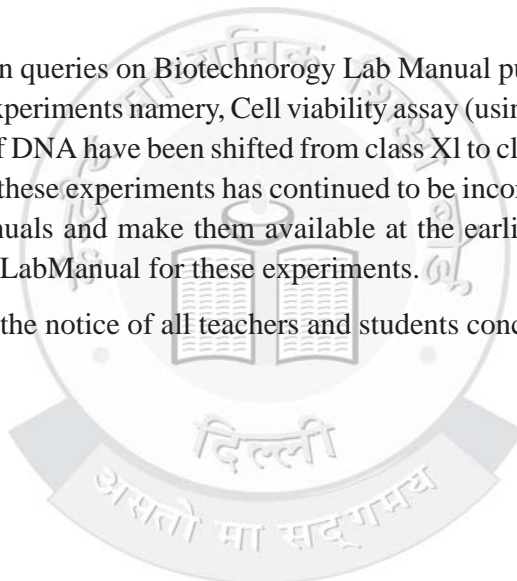 n queries on Biotechnorogy Lab Manual pu
xperiments namery, Cell viability assay (usin
f DNA have been shifted from class Xl to cl
these experiments has continued to be incor
nuals and make them available at the earli
LabManual for these experiments.
the notice of all teachers and students conc
दिल्ली
असतो मा सद्गमय